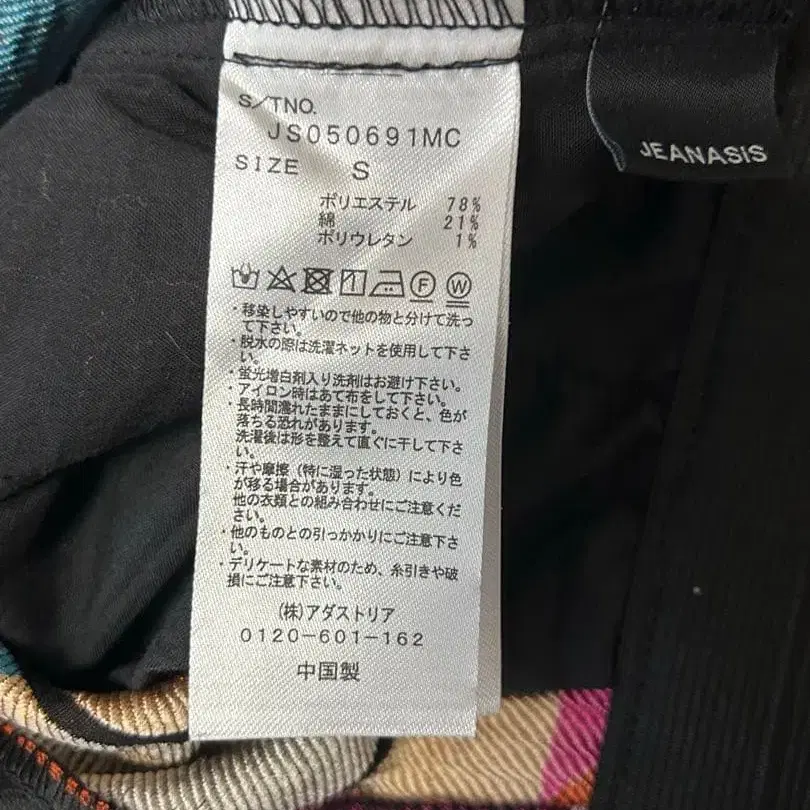 S/TNO.
JS050691MC
SIZE S
ポリエステル 78%
綿 21%
ポリウレタン 1%
F W
・移染しやすいので他の物と分けて洗っ
て下さい。
・脱水の際は洗濯ネットを使用して下さ
い。
・蛍光増白剤入り洗剤はお避け下さい。
・アイロン時はあて布をして下さい。
・長時間濡れたままにしておくと、色が
落ちる恐れがあります。
洗濯後は形を整えて直ぐに干して下さ
い。
・汗や摩擦（特に湿った状態）により色
が移る場合があります。
他の衣類との組み合わせにご注意くだ
さい。
・他のものとの引っかかりにご注意下さ
い。
・デリケートな素材のため、糸引きや破
損にご注意下さい。
(株)アダストリア
0120-601-162
中国製
JEANASIS